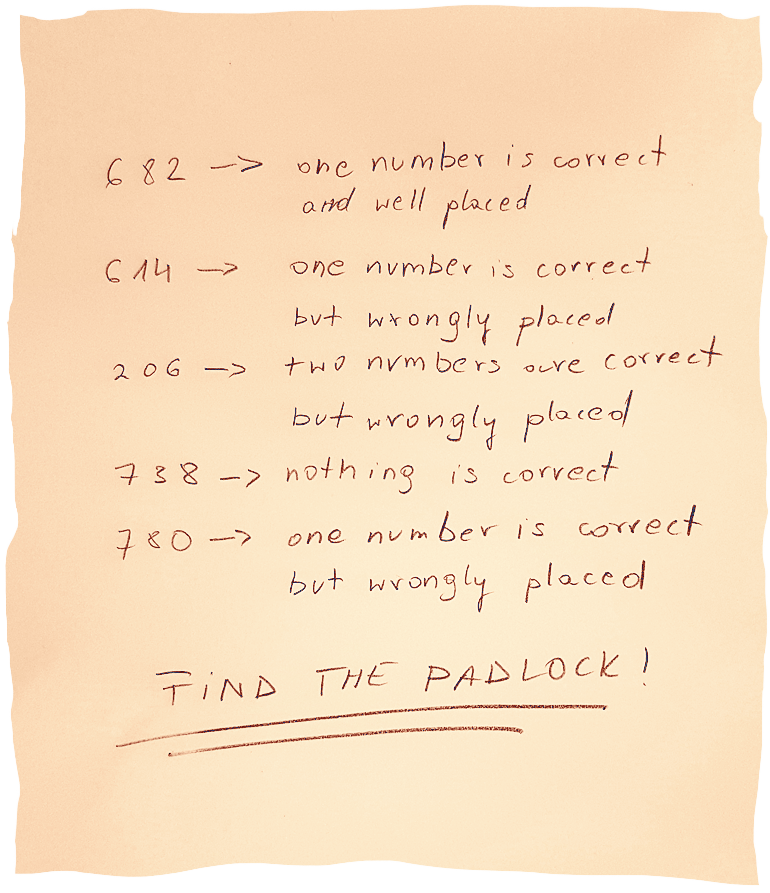 682 -> one number is correct
and well placed
614 -> one number is correct
but wrongly placed
206 -> two numbers are correct
but wrongly placed
738 -> nothing is correct
780 -> one number is correct
but wrongly placed
FiND THE PADLOCK!